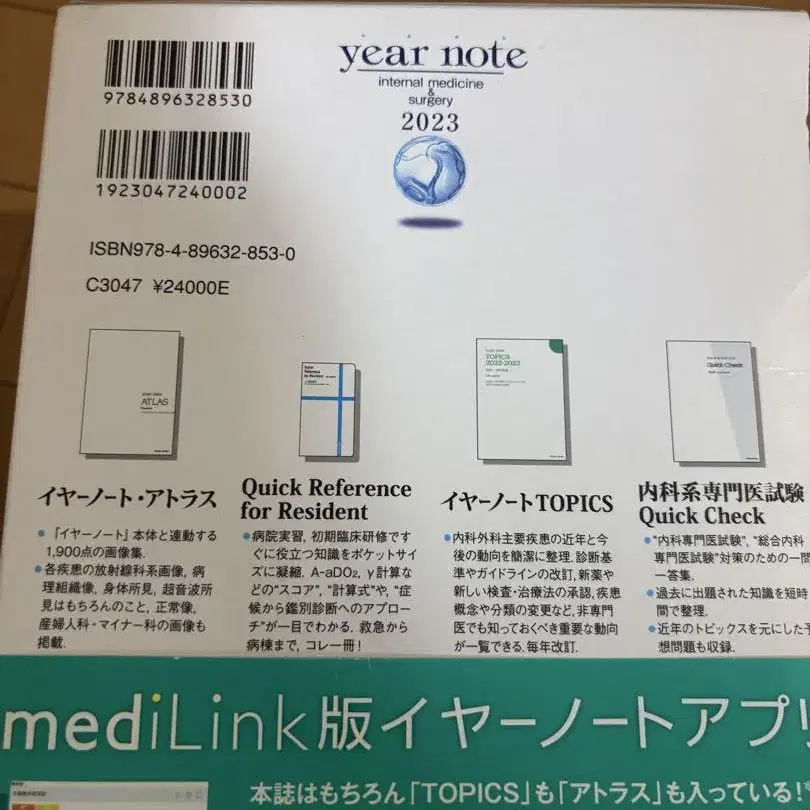 9784896328530
year note
internal medicine
&
surgery
2023
1923047240002
ISBN978-4-89632-853-0
C3047 ¥24000E
ATLAS
Quick
Reference
for Resident
TOPICS
2022-2023
Quick Check
イヤーノート・アトラス
『イヤーノート』本体と連動する
1,900点の画像集.
各疾患の放射線科系画像, 病
理組織像, 身体所見, 超音波所
見はもちろんのこと, 正常像,
産婦人科・マイナー科の画像も
掲載.
Quick Reference
for Resident
病院実習, 初期臨床研修です
ぐに役立つ知識をポケットサイ
ズに凝縮. A-aDO₂, γ計算な
どの“スコア”, “計算式”や, “症
候から鑑別診断へのアプロー
チ”が一目でわかる. 救急から
病棟まで, コレ一冊！
イヤーノートTOPICS
内科外科主要疾患の近年と今
後の動向を簡潔に整理. 診断基
準やガイドラインの改訂, 新薬や
新しい検査・治療法の承認, 疾患
概念や分類の変更など, 非専門
医でも知っておくべき重要な動向
が一覧できる. 毎年改訂.
内科系専門医試験
Quick Check
“内科専門医試験”, “総合内科
専門医試験”対策のための一問
一答集.
過去に出題された知識を短時
間で整理.
近年のトピックスを元にした予
想問題も収録.
mediLink版イヤーノートアプリ!
本誌はもちろん「TOPICS」も「アトラス」も入っている!